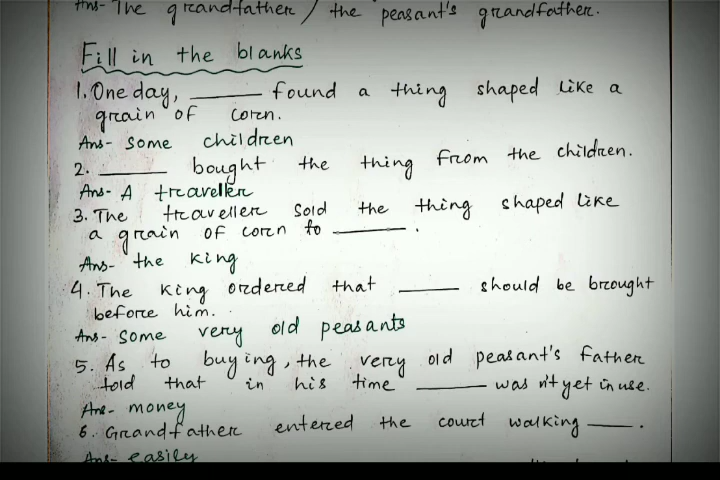 Ans- The grandfather / the peasant's grandfather.
Fill in the blanks
1. One day, ______ found a thing shaped like a
grain of corn.
Ans- some children
2. ______ bought the thing from the children.
Ans- A traveller
3. The traveller sold the thing shaped like
a grain of corn to ______.
Ans- the king
4. The king ordered that ______ should be brought
before him.
Ans- some very old peasants
5. As to buying, the very old peasant's father
told that in his time ______ was n't yet in use.
Ans- money
6. Grandfather entered the court walking ____.
Ans- easily